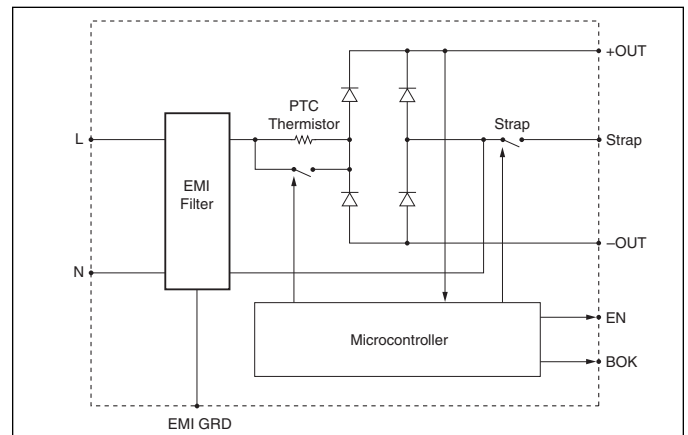 +OUT
PTC
Thermistor
Strap
L
Strap
EMI
Filter
–OUT
N
EN
Microcontroller
BOK
EMI GRD